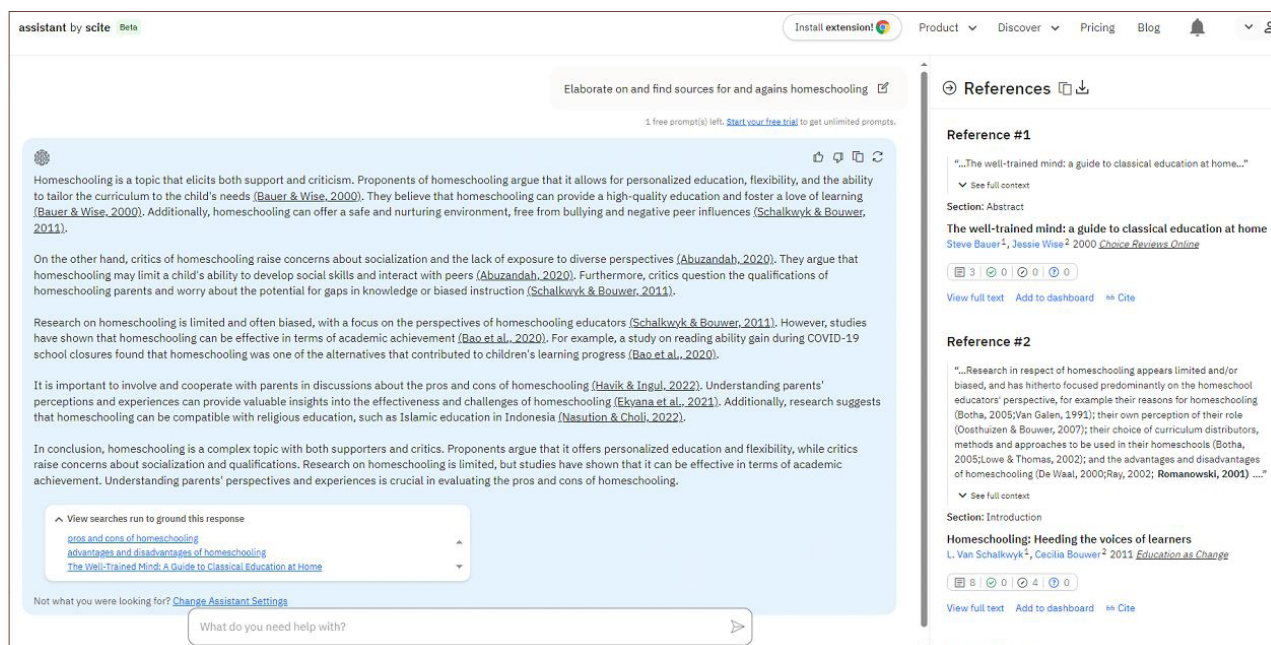 assistant by scite Beta
Install extension!
Product
Discover
Pricing
Blog
Elaborate on and find sources for and agains homeschooling
1 free prompt(s) left. Start your free trial to get unlimited prompts.
Homeschooling is a topic that elicits both support and criticism. Proponents of homeschooling argue that it allows for personalized education, flexibility, and the ability
to tailor the curriculum to the child's needs (Bauer & Wise, 2000). They believe that homeschooling can provide a high-quality education and foster a love of learning
(Bauer & Wise, 2000). Additionally, homeschooling can offer a safe and nurturing environment, free from bullying and negative peer influences (Schalkwyk & Bouwer,
2011).
On the other hand, critics of homeschooling raise concerns about socialization and the lack of exposure to diverse perspectives (Abuzandah, 2020). They argue that
homeschooling may limit a child's ability to develop social skills and interact with peers (Abuzandah, 2020). Furthermore, critics question the qualifications of
homeschooling parents and worry about the potential for gaps in knowledge or biased instruction (Schalkwyk & Bouwer, 2011).
Research on homeschooling is limited and often biased, with a focus on the perspectives of homeschooling educators (Schalkwyk & Bouwer, 2011). However, studies
have shown that homeschooling can be effective in terms of academic achievement (Bao et al., 2020). For example, a study on reading ability gain during COVID-19
school closures found that homeschooling was one of the alternatives that contributed to children's learning progress (Bao et al., 2020).
It is important to involve and cooperate with parents in discussions about the pros and cons of homeschooling (Havik & Ingul, 2022). Understanding parents'
perceptions and experiences can provide valuable insights into the effectiveness and challenges of homeschooling (Ekyana et al., 2021). Additionally, research suggests
that homeschooling can be compatible with religious education, such as Islamic education in Indonesia (Nasution & Choli, 2022).
In conclusion, homeschooling is a complex topic with both supporters and critics. Proponents argue that it offers personalized education and flexibility, while critics
raise concerns about socialization and qualifications. Research on homeschooling is limited, but studies have shown that it can be effective in terms of academic
achievement. Understanding parents' perspectives and experiences is crucial in evaluating the pros and cons of homeschooling.
View searches run to ground this response
pros and cons of homeschooling
advantages and disadvantages of homeschooling
The Well-Trained Mind: A Guide to Classical Education at Home
Not what you were looking for? Change Assistant Settings
What do you need help with?
References
Reference #1
"...The well-trained mind: a guide to classical education at home..."
See full context
Section: Abstract
The well-trained mind: a guide to classical education at home
Steve Bauer1, Jessie Wise2 2000 Choice Reviews Online
3 0 0 0
View full text Add to dashboard Cite
Reference #2
"...Research in respect of homeschooling appears limited and/or
biased, and has hitherto focused predominantly on the homeschool
educators' perspective, for example their reasons for homeschooling
(Botha, 2005;Van Galen, 1991); their own perception of their role
(Oosthuizen & Bouwer, 2007); their choice of curriculum distributors,
methods and approaches to be used in their homeschools (Botha,
2005;Lowe & Thomas, 2002); and the advantages and disadvantages
of homeschooling (De Waal, 2000;Ray, 2002; Romanowski, 2001) ...."
See full context
Section: Introduction
Homeschooling: Heeding the voices of learners
L. Van Schalkwyk1, Cecilia Bouwer2 2011 Education as Change
8 0 4 0
View full text Add to dashboard Cite